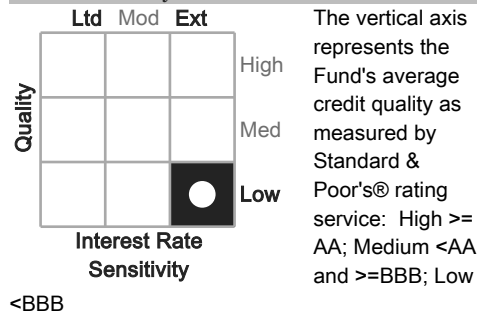 Ltd Mod Ext
High
Med
Low
Quality
Interest Rate
Sensitivity
The vertical axis
represents the
Fund's average
credit quality as
measured by
Standard &
Poor's® rating
service: High >=
AA; Medium <AA
and >=BBB; Low
<BBB